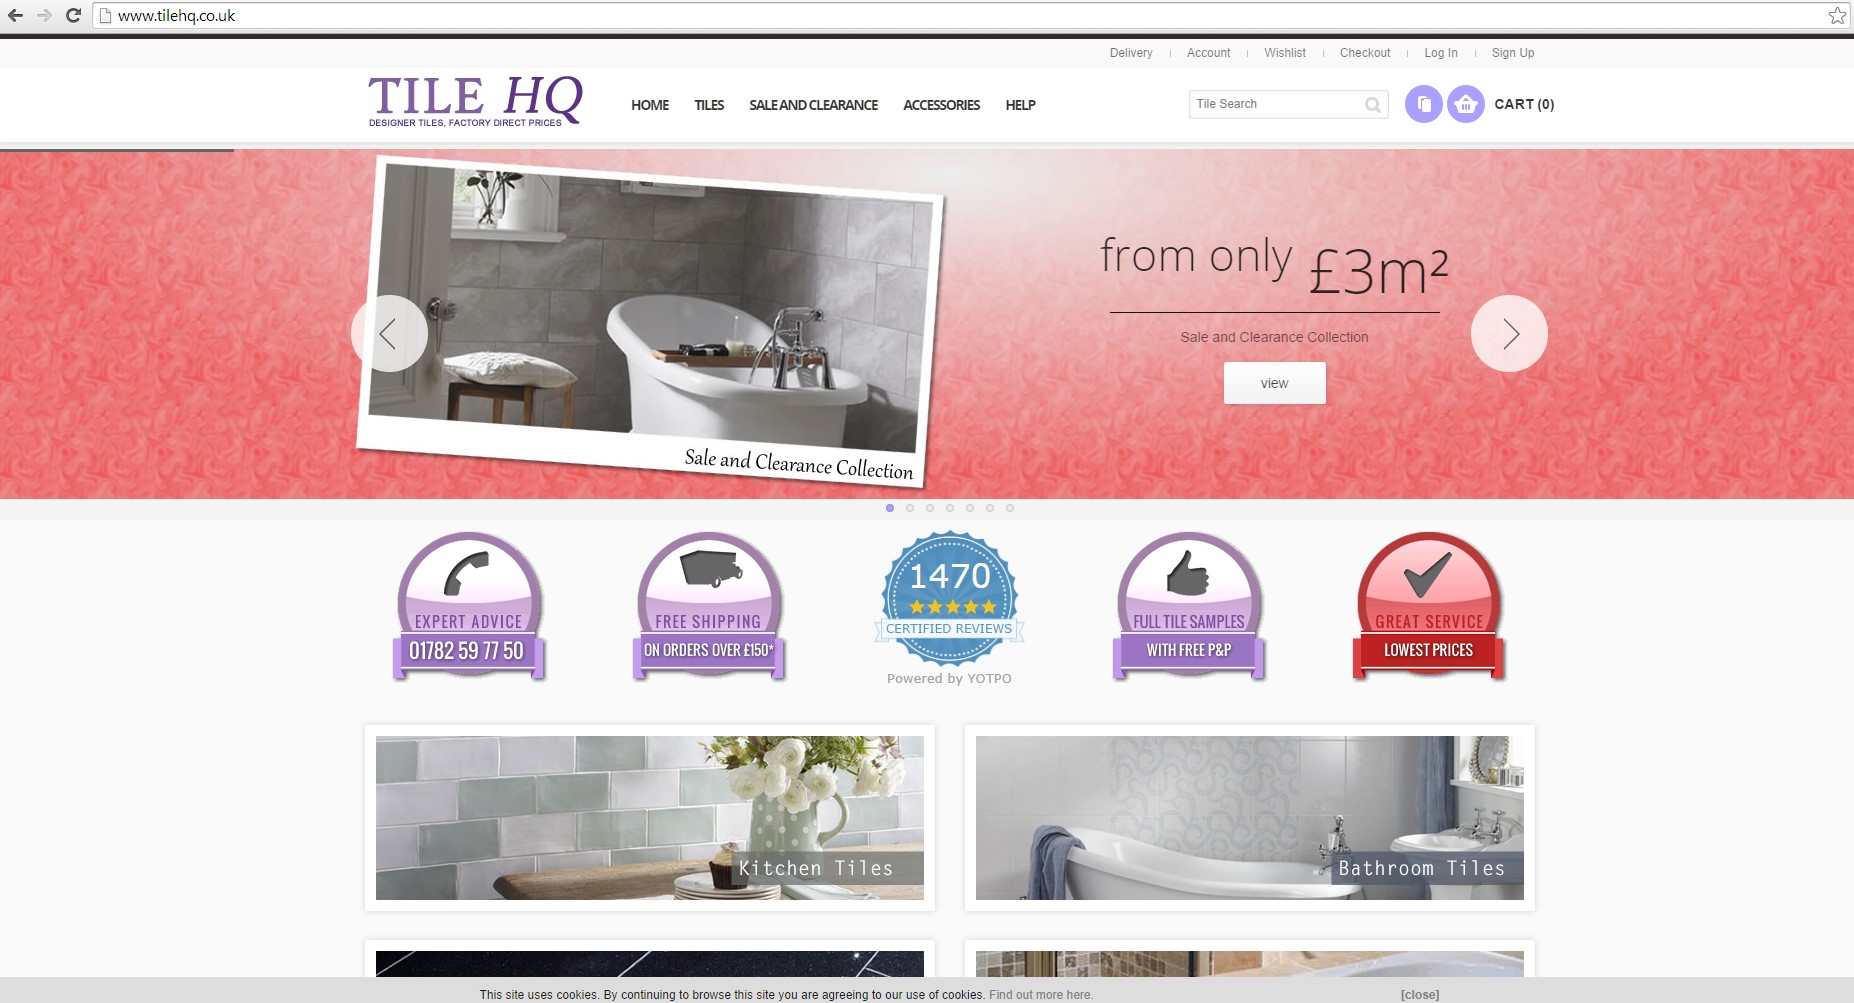 www.tilehq.co.uk
Delivery Account Wishlist Checkout Log In Sign Up
TILE HQ
DESIGNER TILES, FACTORY DIRECT PRICES
HOME TILES SALE AND CLEARANCE ACCESSORIES HELP
Tile Search
CART (0)
from only £3m²
Sale and Clearance Collection
view
Sale and Clearance Collection
EXPERT ADVICE
01782 59 77 50
FREE SHIPPING
ON ORDERS OVER £150*
1470
CERTIFIED REVIEWS
Powered by YOTPO
FULL TILE SAMPLES
WITH FREE P&P
GREAT SERVICE
LOWEST PRICES
Kitchen Tiles
Bathroom Tiles
This site uses cookies. By continuing to browse this site you are agreeing to our use of cookies. Find out more here.
[close]